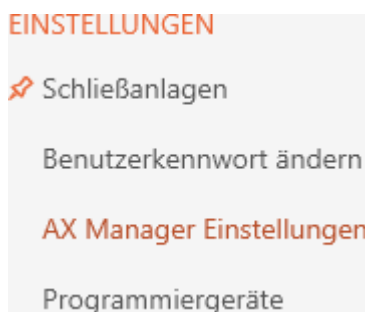 EINSTELLUNGEN
Schließanlagen
Benutzerkennwort ändern
AX Manager Einstellungen
Programmiergeräte